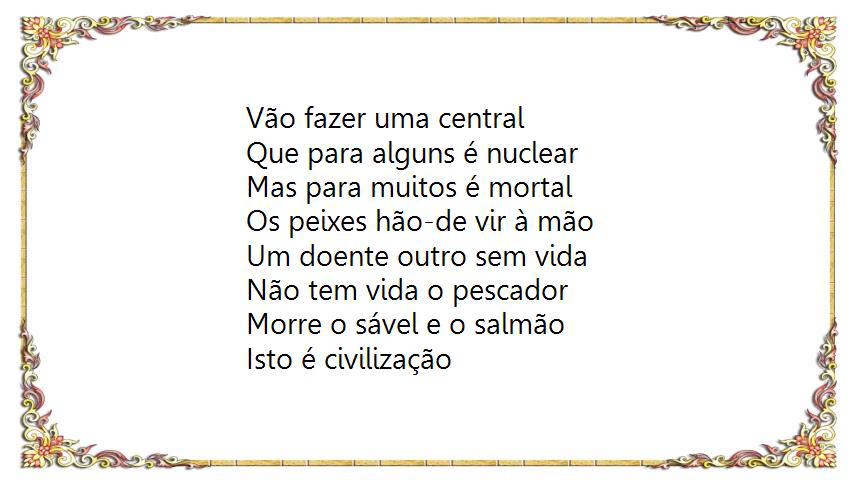 Vão fazer uma central
Que para alguns é nuclear
Mas para muitos é mortal
Os peixes hão-de vir à mão
Um doente outro sem vida
Não tem vida o pescador
Morre o sável e o salmão
Isto é civilização